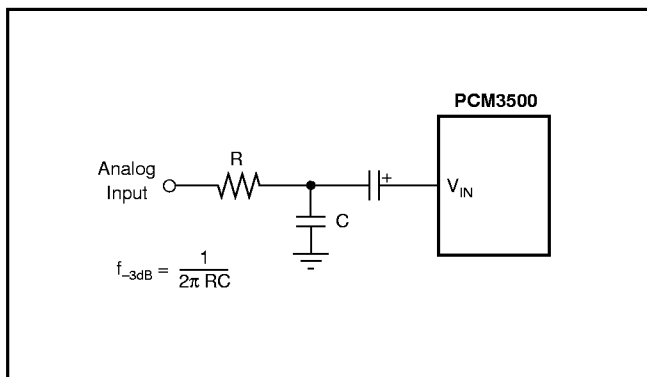 PCM3500
Analog
Input
R
+
V_IN
C
f_–3dB = 1 / 2π RC